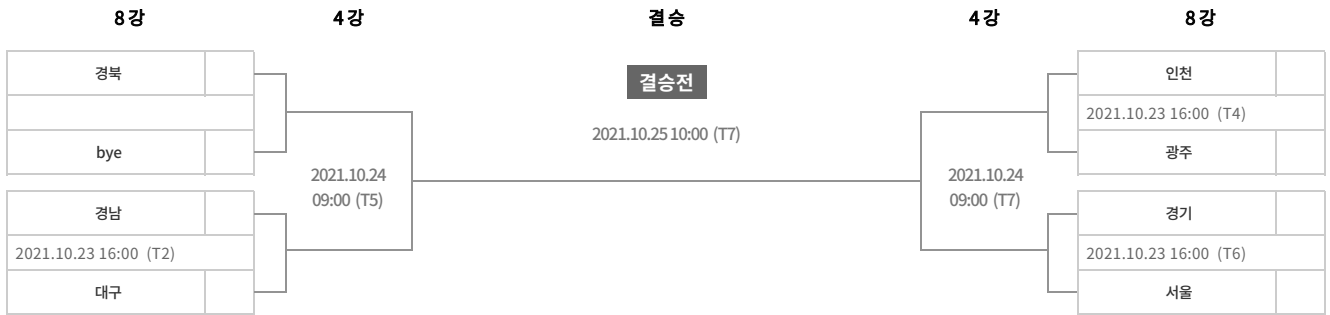 8강 4강 결승 4강 8강
경북
bye
경남
2021.10.23 16:00 (T2)
대구
2021.10.24
09:00 (T5)
결승전
2021.10.25 10:00 (T7)
2021.10.24
09:00 (T7)
인천
2021.10.23 16:00 (T4)
광주
경기
2021.10.23 16:00 (T6)
서울